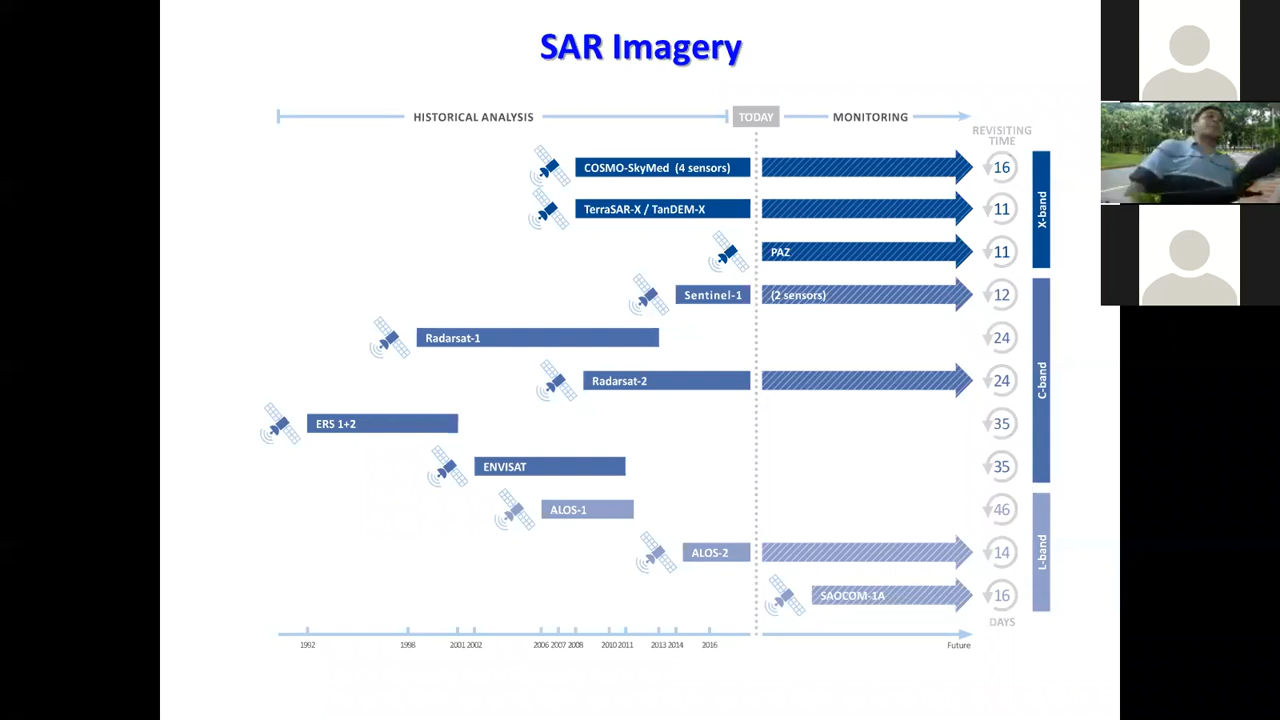 SAR Imagery
HISTORICAL ANALYSIS
TODAY
MONITORING
REVISITING
TIME
COSMO-SkyMed (4 sensors)
16
TerraSAR-X / TanDEM-X
11
PAZ
11
X-band
Sentinel-1
(2 sensors)
12
Radarsat-1
24
Radarsat-2
24
ERS 1+2
35
ENVISAT
35
C-band
ALOS-1
46
ALOS-2
14
SAOCOM-1A
16
L-band
DAYS
1992 1998 2001 2002 2006 2007 2008 2010 2011 2013 2014 2016 Future